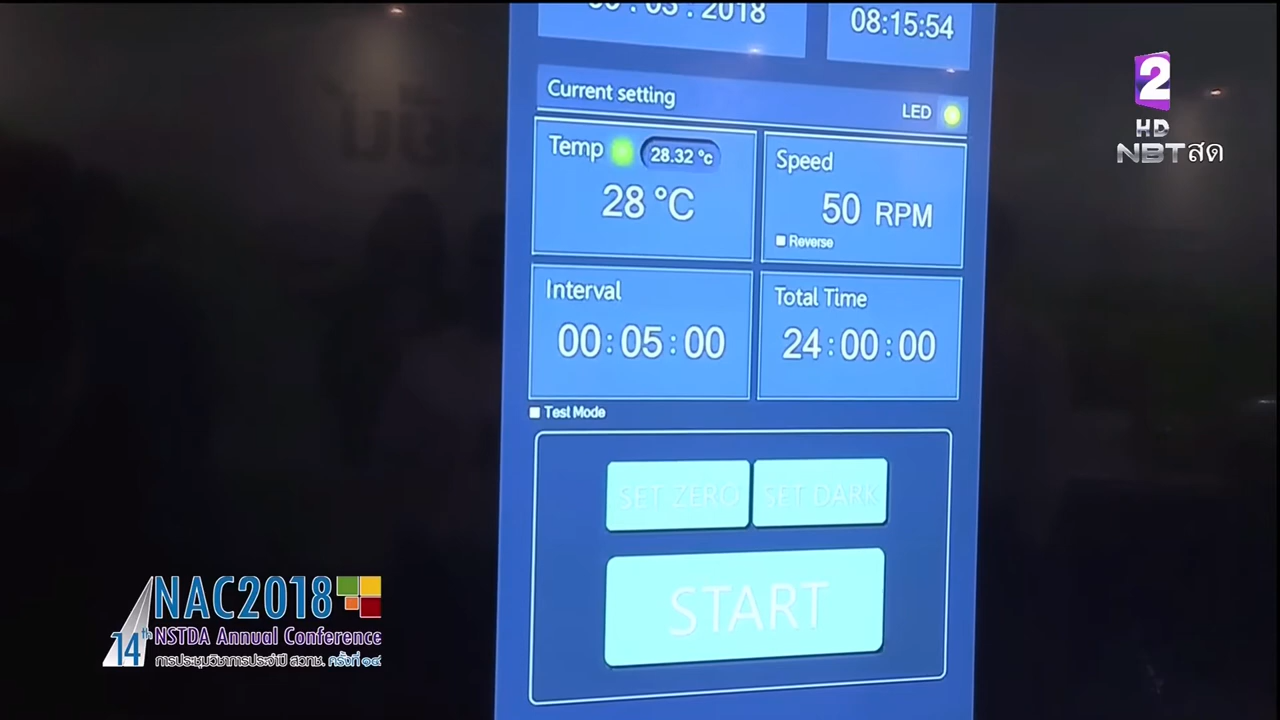 03 . 2018
08:15:54
Current setting
LED
Temp 28.32 °c
28 °C
Speed
50 RPM
Reverse
Interval
00:05:00
Total Time
24:00:00
Test Mode
SET ZERO
SET DARK
START
2
HD
NBTสด
NAC2018
14th NSTDA Annual Conference
การประชุมวิชาการประจำปี สวทช. ครั้งที่ ๑๔